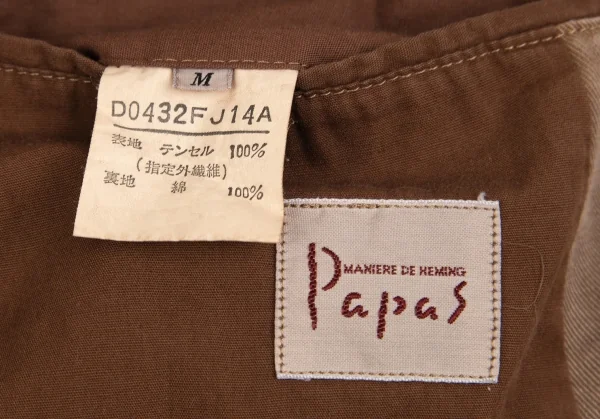 M
D0432FJ14A
表地 テンセル 100%
(指定外繊維)
裏地 綿 100%
MANIERE DE HEMING
Papas